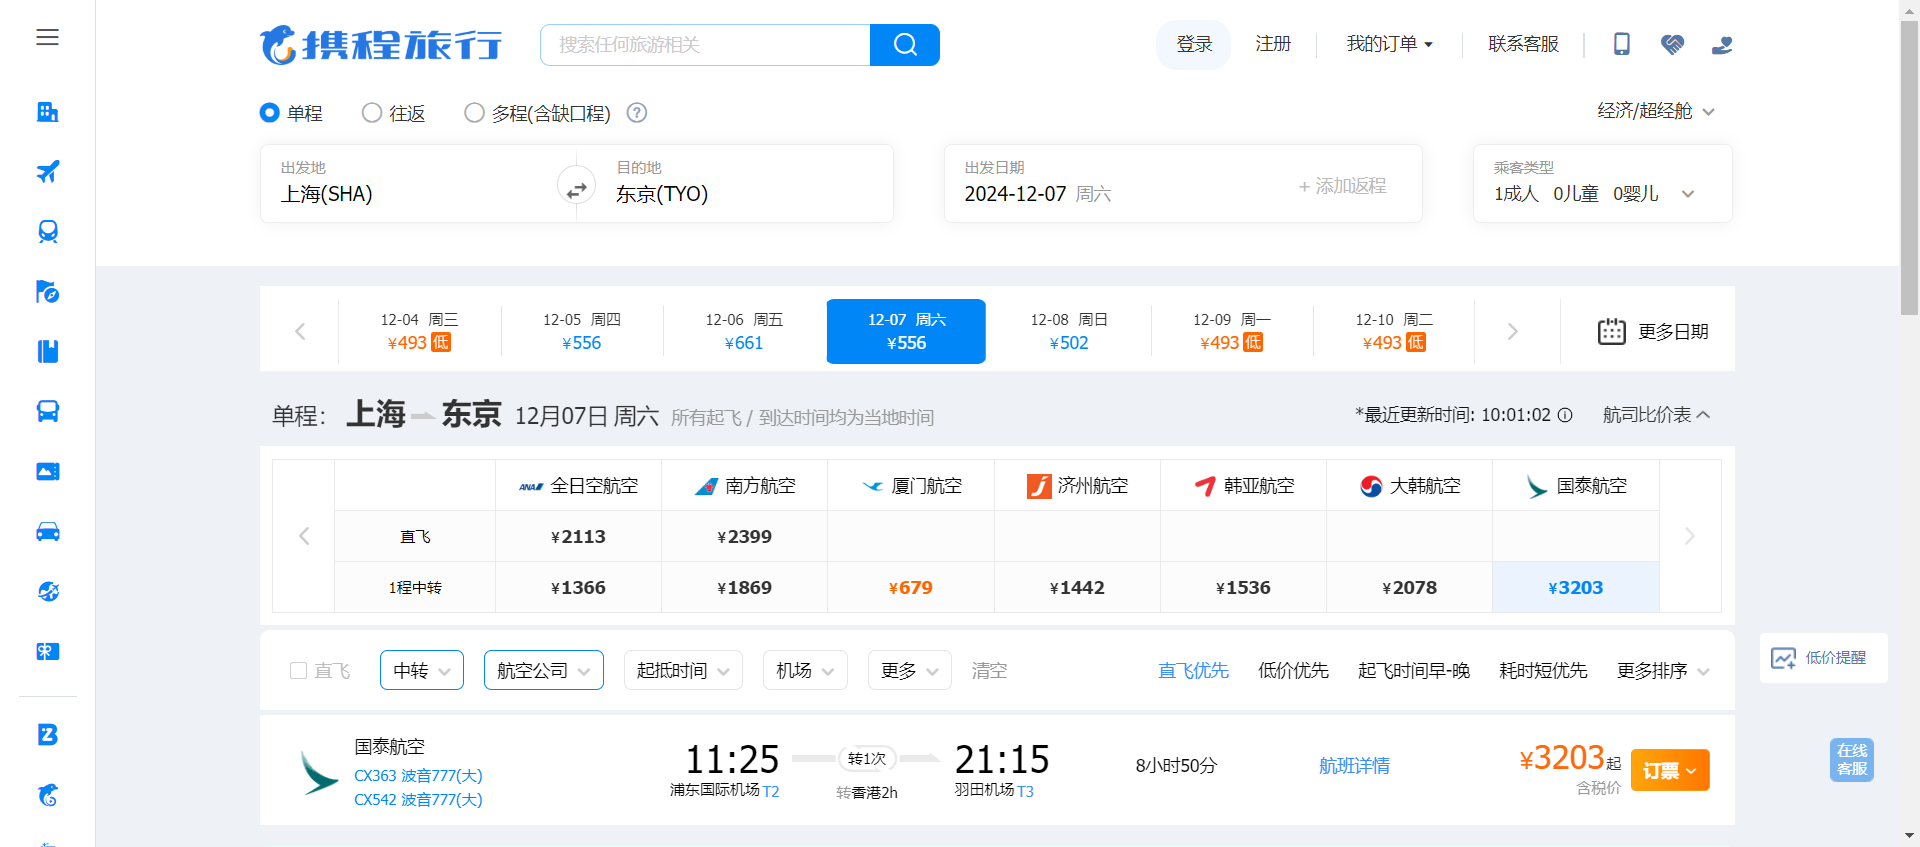 携程旅行
搜索任何旅游相关
登录
注册
我的订单
联系客服
单程
往返
多程(含缺口程)
?
经济/超经舱
出发地
上海(SHA)
目的地
东京(TYO)
出发日期
2024-12-07 周六
+ 添加返程
乘客类型
1成人 0儿童 0婴儿
12-04 周三
¥493 低
12-05 周四
¥556
12-06 周五
¥661
12-07 周六
¥556
12-08 周日
¥502
12-09 周一
¥493 低
12-10 周二
¥493 低
更多日期
单程: 上海 东京 12月07日 周六 所有起飞 / 到达时间均为当地时间
*最近更新时间: 10:01:02
航司比价表
ANA 全日空航空
南方航空
厦门航空
济州航空
韩亚航空
大韩航空
国泰航空
直飞 ¥2113 ¥2399
1程中转 ¥1366 ¥1869 ¥679 ¥1442 ¥1536 ¥2078 ¥3203
直飞
中转
航空公司
起抵时间
机场
更多
清空
直飞优先
低价优先
起飞时间早-晚
耗时短优先
更多排序
低价提醒
国泰航空
CX363 波音777(大)
CX542 波音777(大)
11:25
浦东国际机场 T2
转1次
转香港2h
21:15
羽田机场 T3
8小时50分
航班详情
¥3203起
含税价
订票
在线
客服